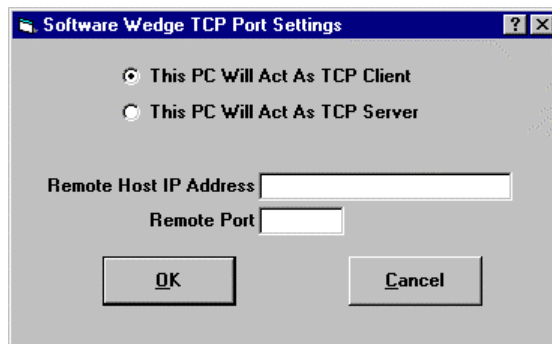 Software Wedge TCP Port Settings
This PC Will Act As TCP Client
This PC Will Act As TCP Server
Remote Host IP Address
Remote Port
OK
Cancel